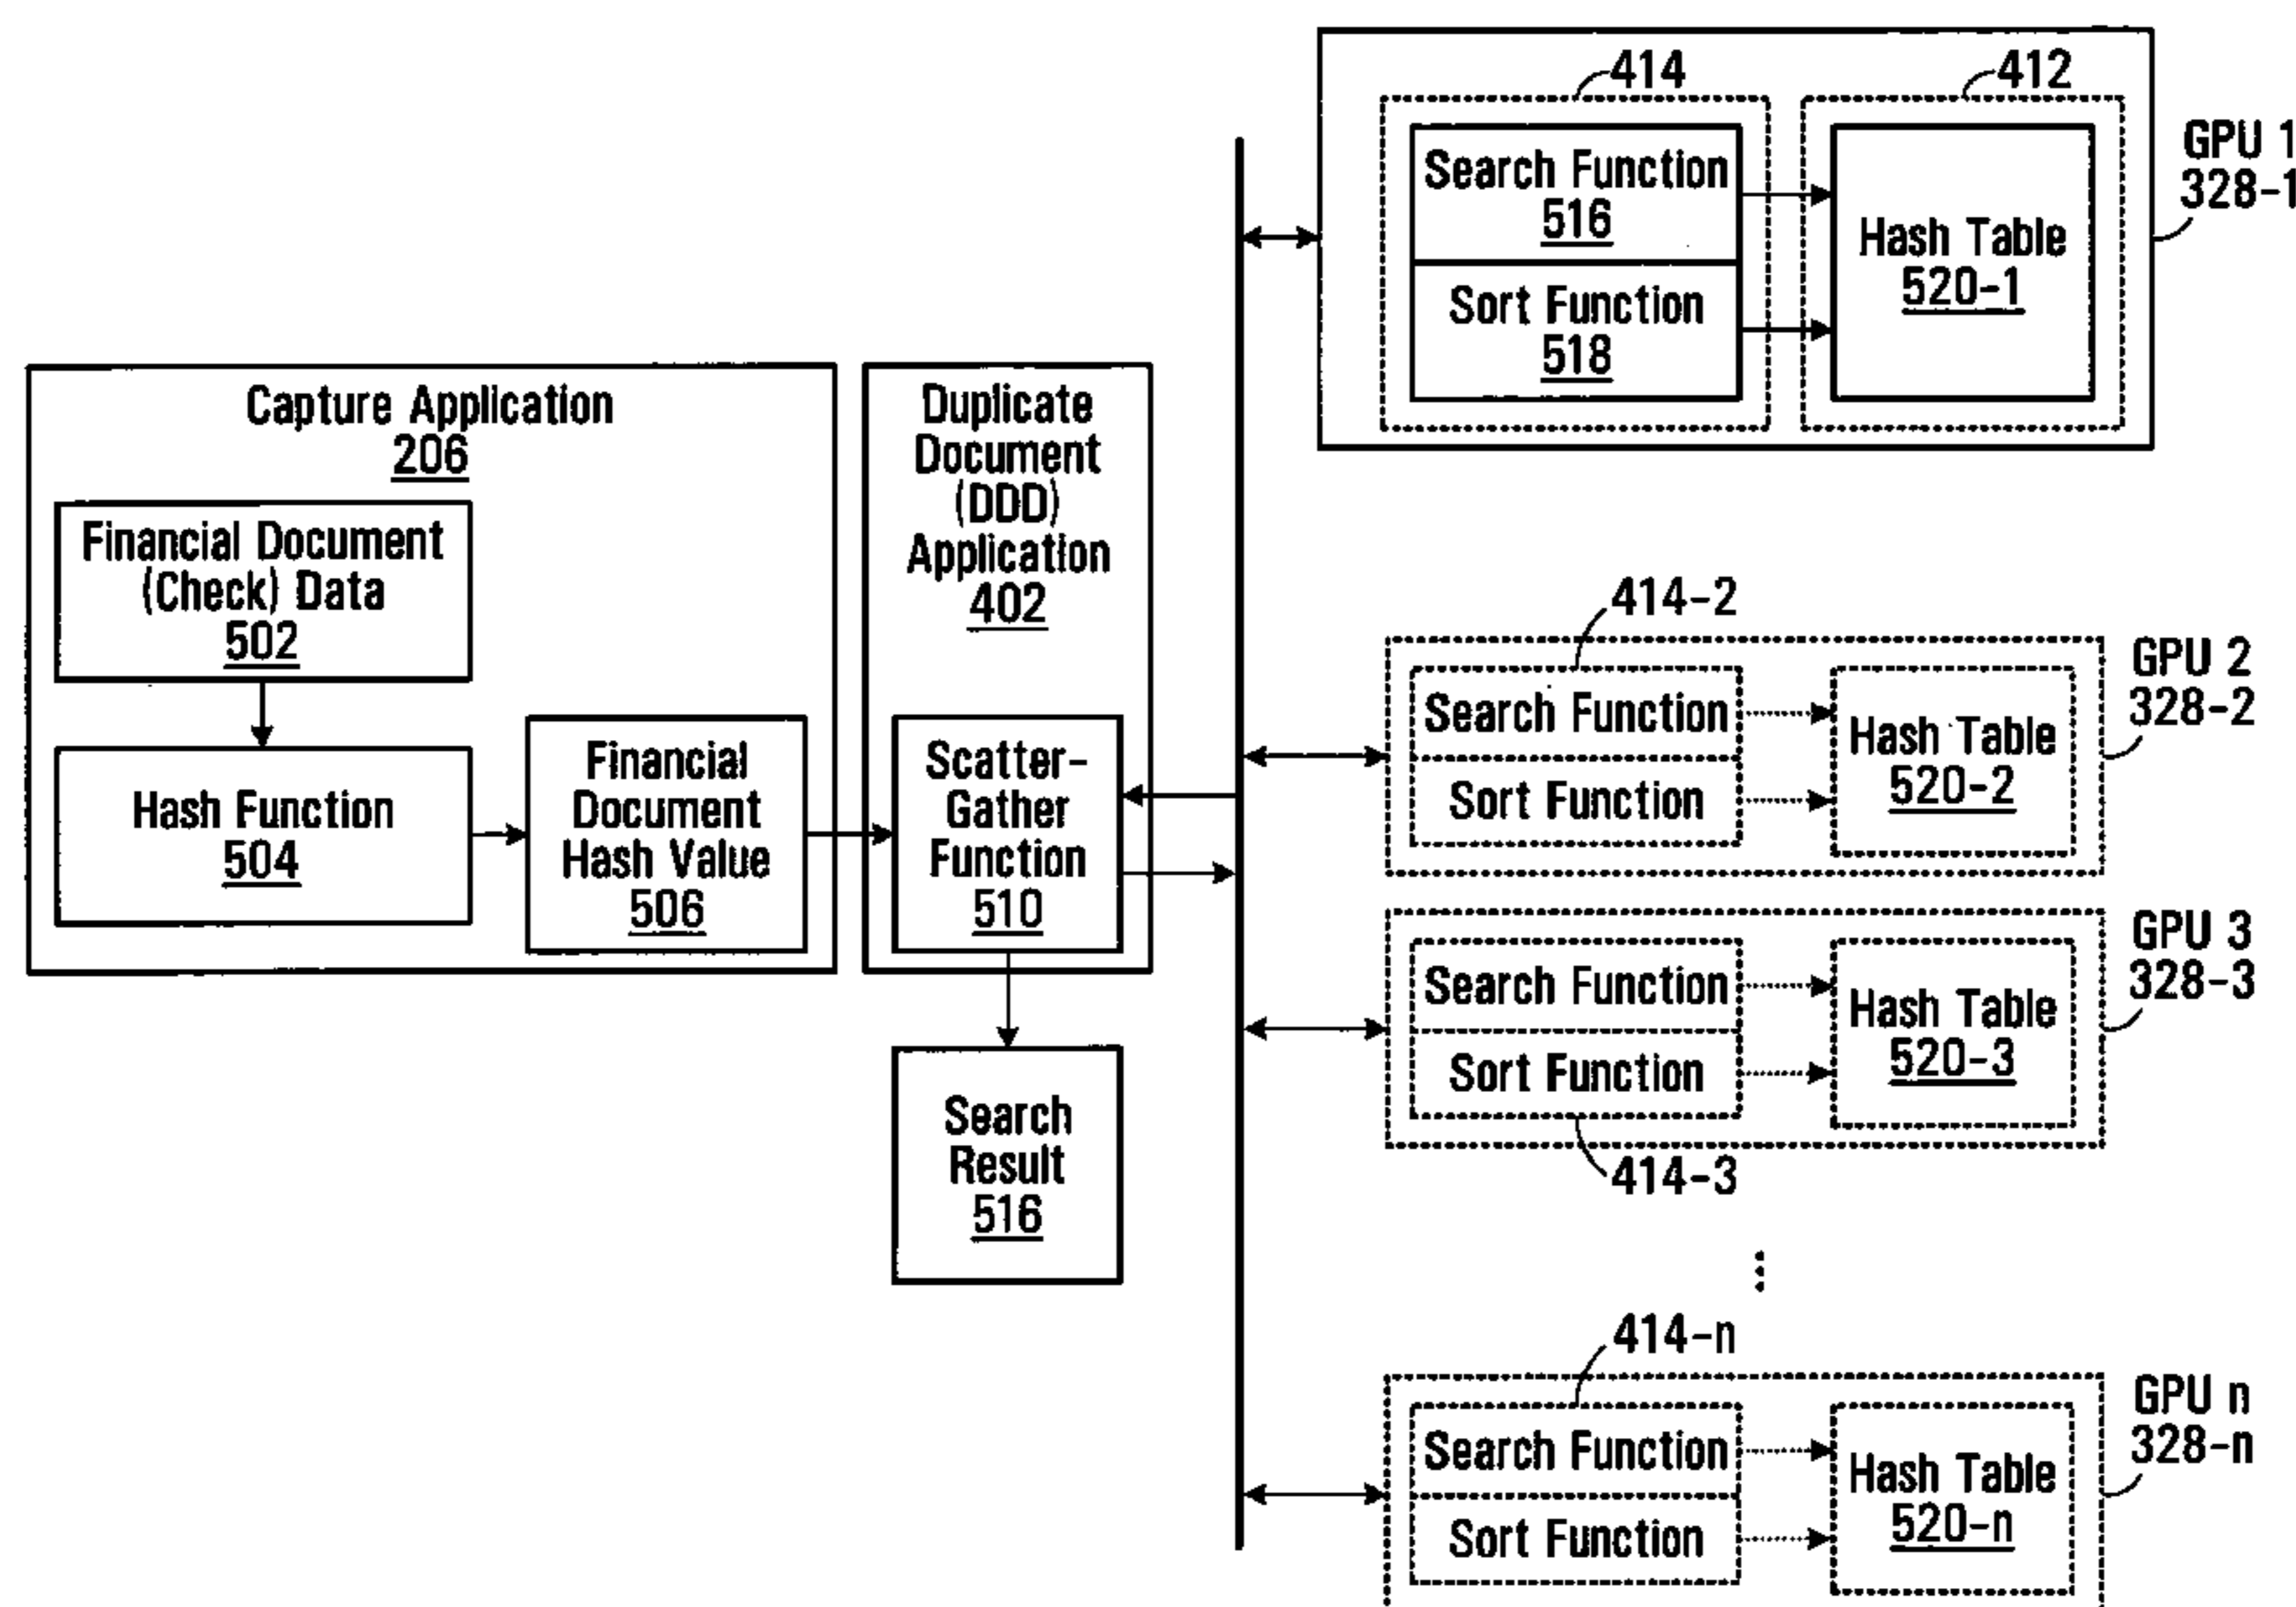 Capture Application
206
Financial Document
(Check) Data
502
Hash Function
504
Financial
Document
Hash Value
506
Duplicate
Document
(DDD)
Application
402
Scatter-
Gather
Function
510
Search
Result
516
414
412
Search Function
516
Sort Function
518
Hash Table
520-1
GPU 1
328-1
414-2
Search Function
Sort Function
Hash Table
520-2
GPU 2
328-2
Search Function
Sort Function
414-3
Hash Table
520-3
GPU 3
328-3
414-n
Search Function
Sort Function
Hash Table
520-n
GPU n
328-n